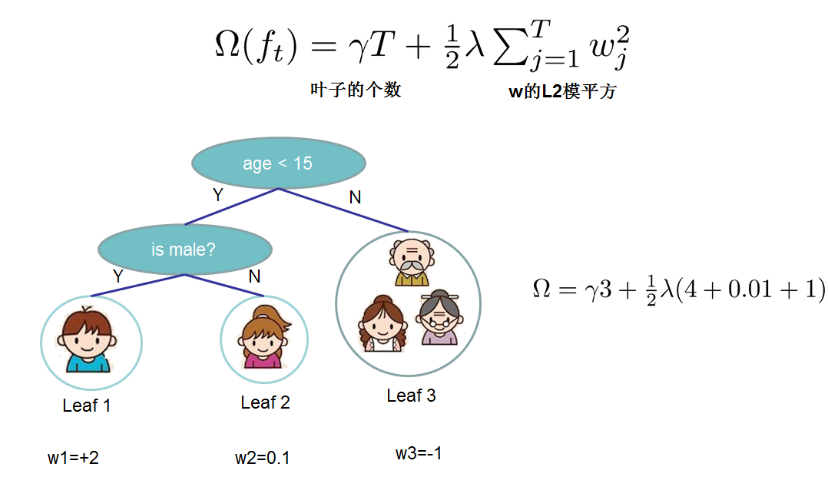 Ω(f_t) = γT + ½λ∑_{j=1}^{T} w_j^2
叶子的个数 w的L2模平方
age < 15
Y N
is male?
Y N
Ω = γ3 + ½λ(4 + 0.01 + 1)
Leaf 1 Leaf 2 Leaf 3
w1=+2 w2=0.1 w3=-1